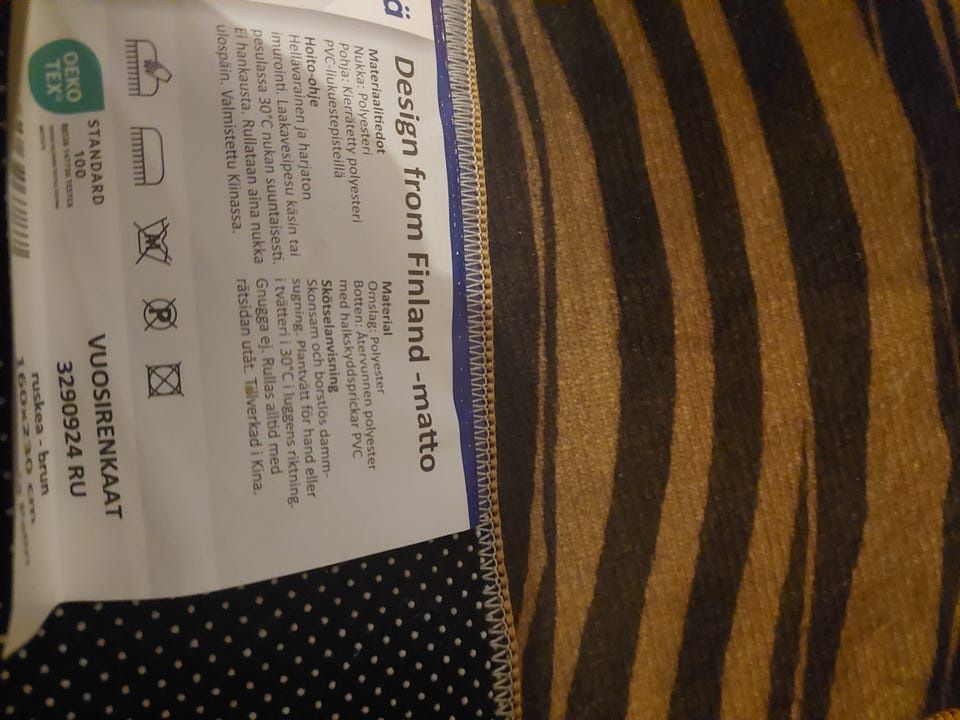 ä
Design from Finland -matto
Materiaalitiedot
Nukka: Polyesteri
Pohja: Kierrätetty polyesteri
PVC-liukuestepisteillä
Hoito-ohje
Hellävarainen ja harjaton
imurointi. Laakavesipesu käsin tai
pesulassa 30°C nukan suuntaisesti.
Ei hankausta. Rullataan aina nukka
ulospäin. Valmistettu Kiinassa.
Material
Omslag: Polyester
Botten: Återvunnen polyester
med halkskyddsprickar PVC
Skötselanvisning
Skonsam och borstlös damm-
sugning. Plantvätt för hand eller
i tvätteri i 30°C i luggens riktning.
Gnugga ej. Rullas alltid med
rätsidan utåt. Tillverkad i Kina.
P
OEKO
TEX®
STANDARD
100
VUOSIRENKAAT
3290924 RU
ruskea - brun
160x230 cm